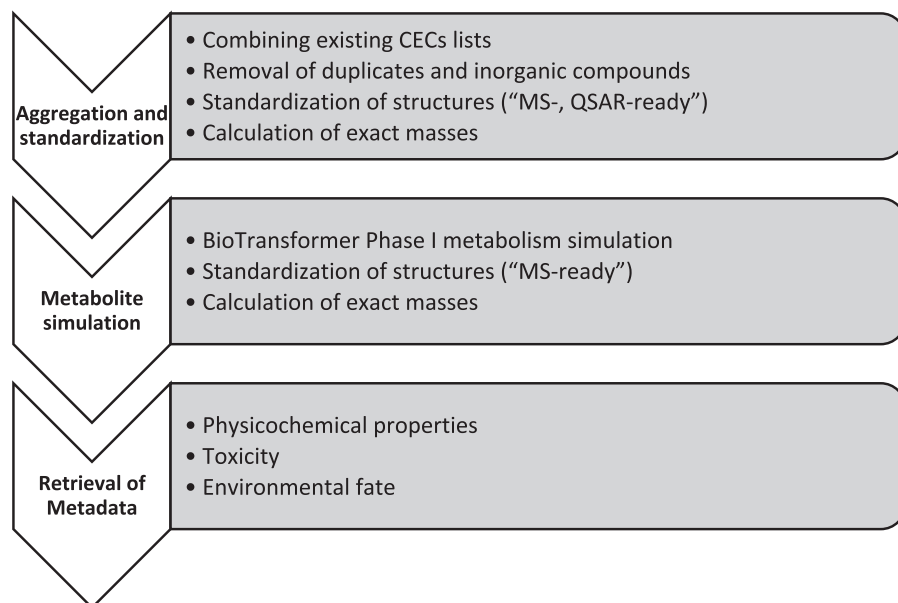 Aggregation and
standardization
• Combining existing CECs lists
• Removal of duplicates and inorganic compounds
• Standardization of structures (“MS-, QSAR-ready”)
• Calculation of exact masses
Metabolite
simulation
• BioTransformer Phase I metabolism simulation
• Standardization of structures (“MS-ready”)
• Calculation of exact masses
Retrieval of
Metadata
• Physicochemical properties
• Toxicity
• Environmental fate